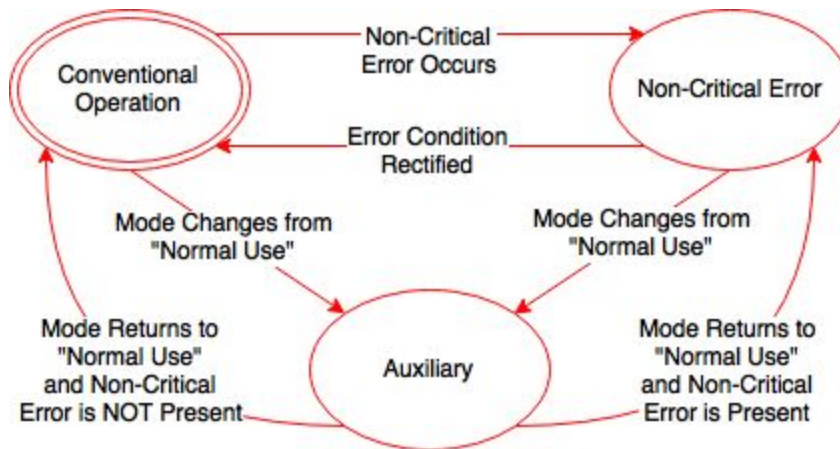 Non-Critical
Error Occurs
Conventional
Operation
Non-Critical Error
Error Condition
Rectified
Mode Changes from
"Normal Use"
Mode Changes from
"Normal Use"
Mode Returns to
"Normal Use"
and Non-Critical
Error is NOT Present
Auxiliary
Mode Returns to
"Normal Use"
and Non-Critical
Error is Present